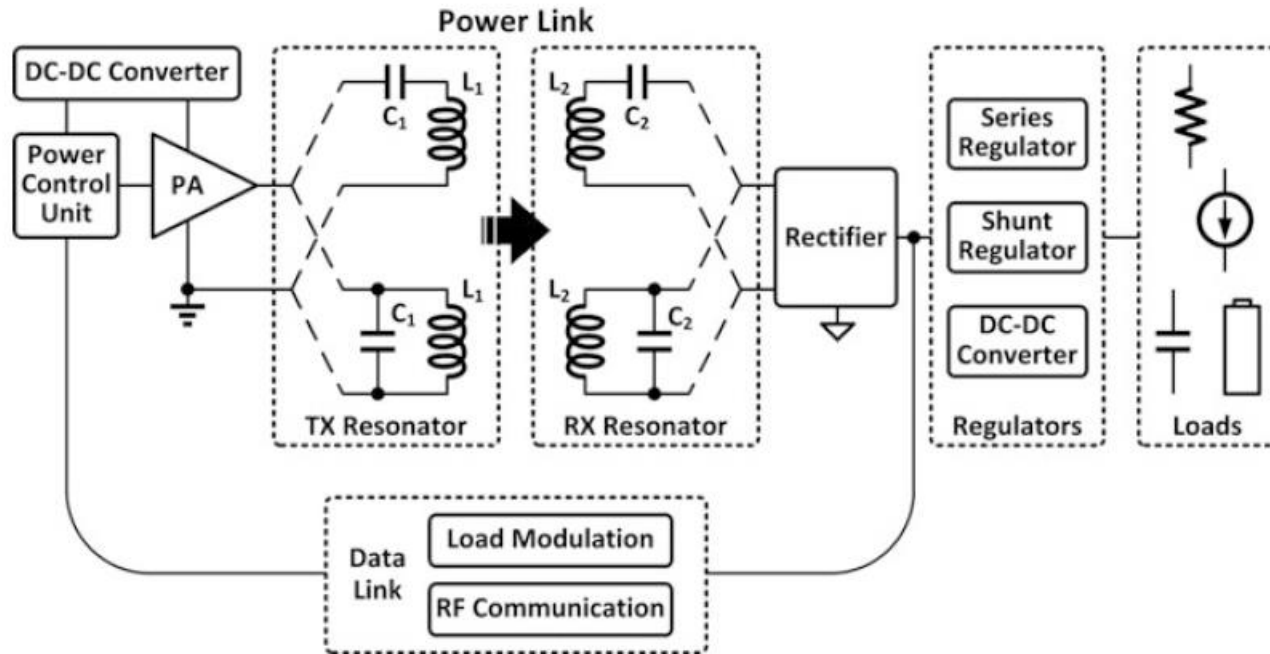 Power Link
DC-DC Converter
Power
Control
Unit
PA
C1
L1
C1
L1
TX Resonator
L2
C2
L2
C2
RX Resonator
Rectifier
Series
Regulator
Shunt
Regulator
DC-DC
Converter
Regulators
Loads
Data
Link
Load Modulation
RF Communication